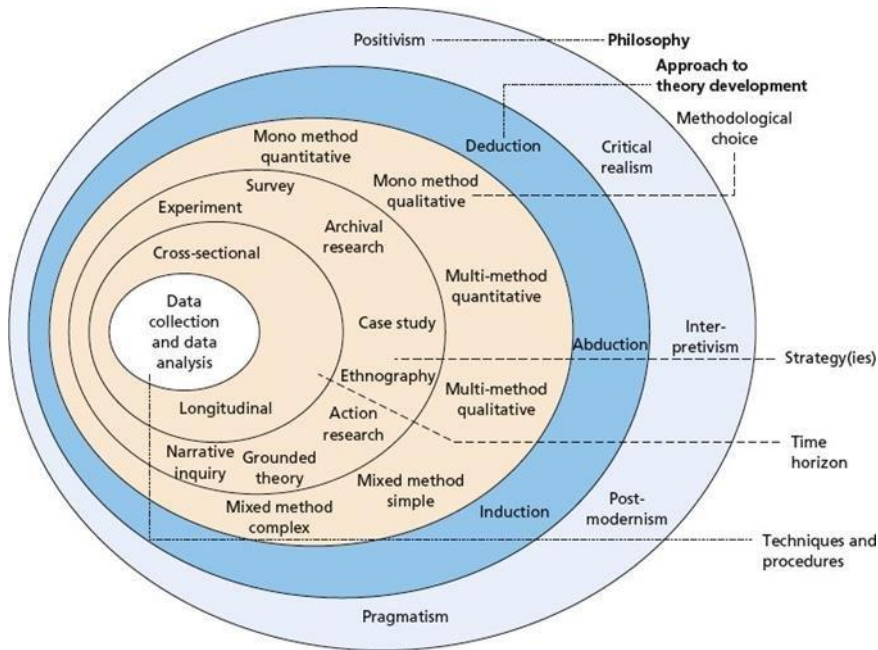 Positivism
Philosophy
Approach to
theory development
Methodological
choice
Mono method
quantitative
Deduction
Critical
realism
Survey
Mono method
qualitative
Experiment
Archival
research
Cross-sectional
Multi-method
quantitative
Data
collection
and data
analysis
Case study
Abduction
Inter-
pretivism
Strategy(ies)
Ethnography
Multi-method
qualitative
Longitudinal
Action
research
Time
horizon
Narrative
inquiry
Grounded
theory
Mixed method
simple
Mixed method
complex
Induction
Post-
modernism
Techniques and
procedures
Pragmatism